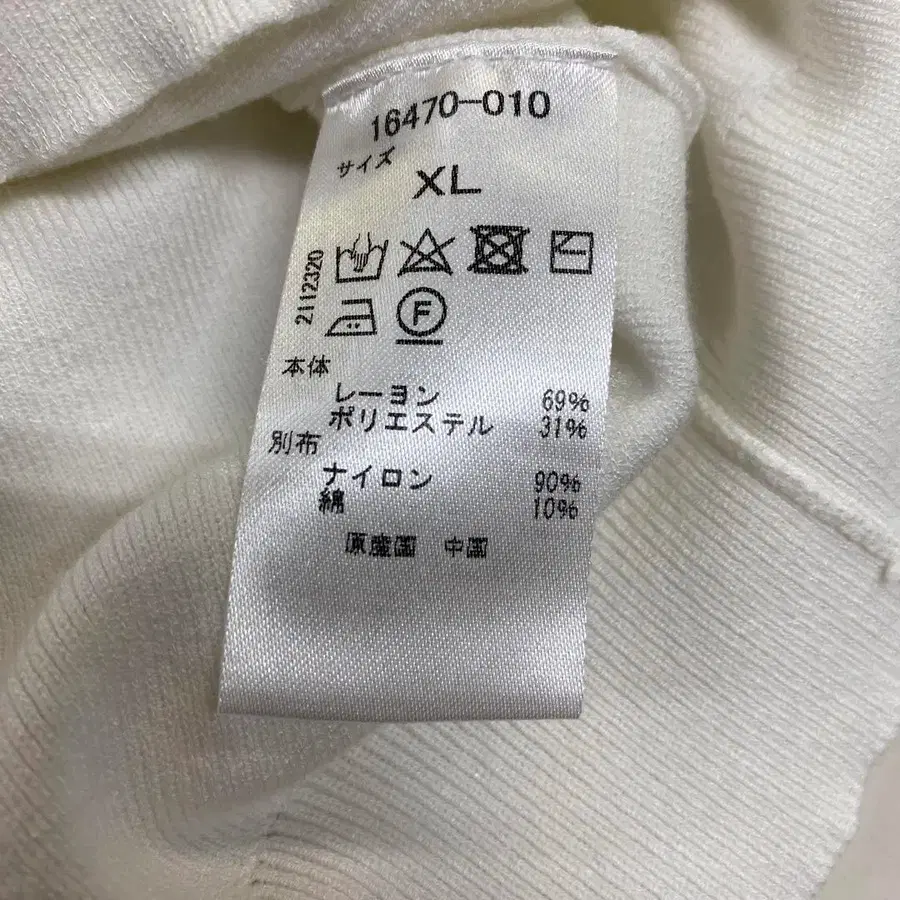 16470-010
サイズ
XL
2112320
F
本体
レーヨン 69%
ポリエステル 31%
別布
ナイロン 90%
綿 10%
原産国 中国